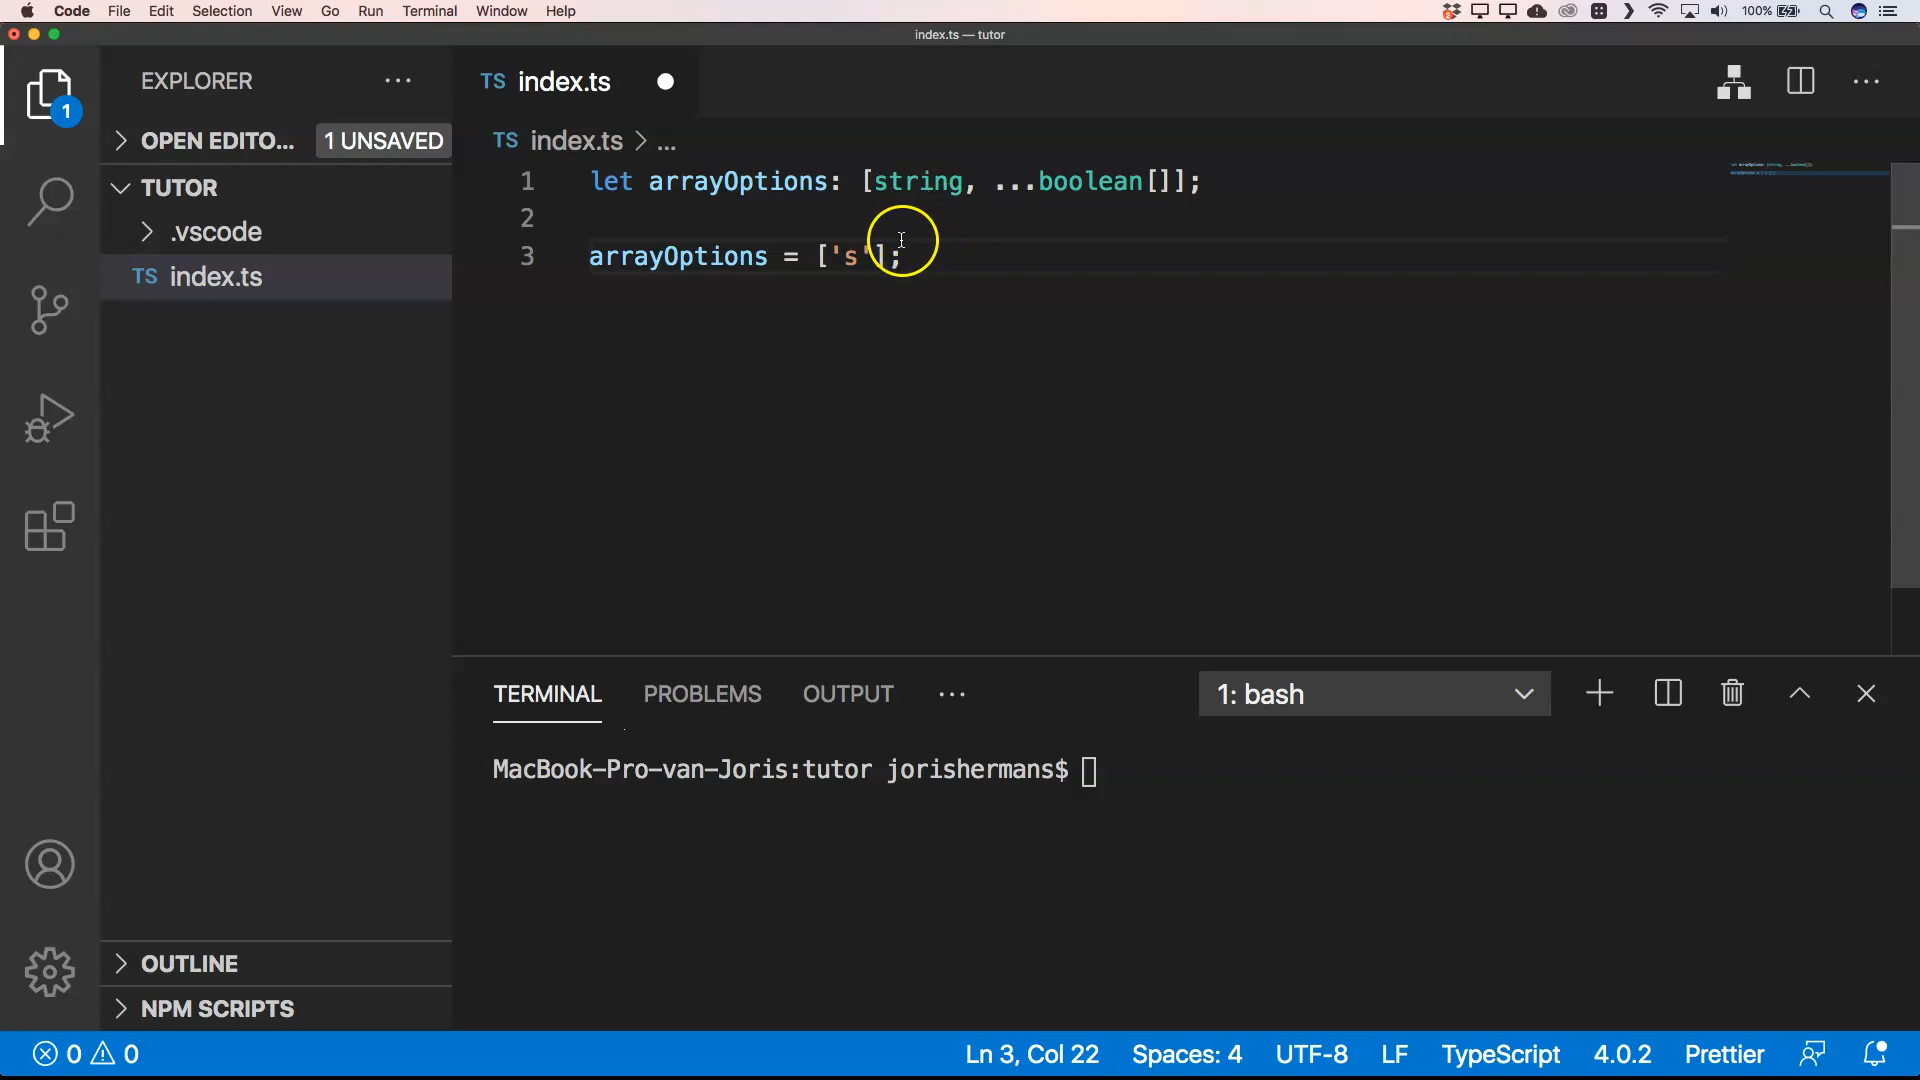 Code File Edit Selection View Go Run Terminal Window Help 100%
index.ts — tutor
EXPLORER ···
TS index.ts
1
OPEN EDITO... 1 UNSAVED
TS index.ts > ...
TUTOR
1 let arrayOptions: [string, ...boolean[]];
.vscode
2
3 arrayOptions = ['s'];
TS index.ts
TERMINAL PROBLEMS OUTPUT ··· 1: bash
MacBook-Pro-van-Joris:tutor jorishermans$
OUTLINE
NPM SCRIPTS
0 0 Ln 3, Col 22 Spaces: 4 UTF-8 LF TypeScript 4.0.2 Prettier